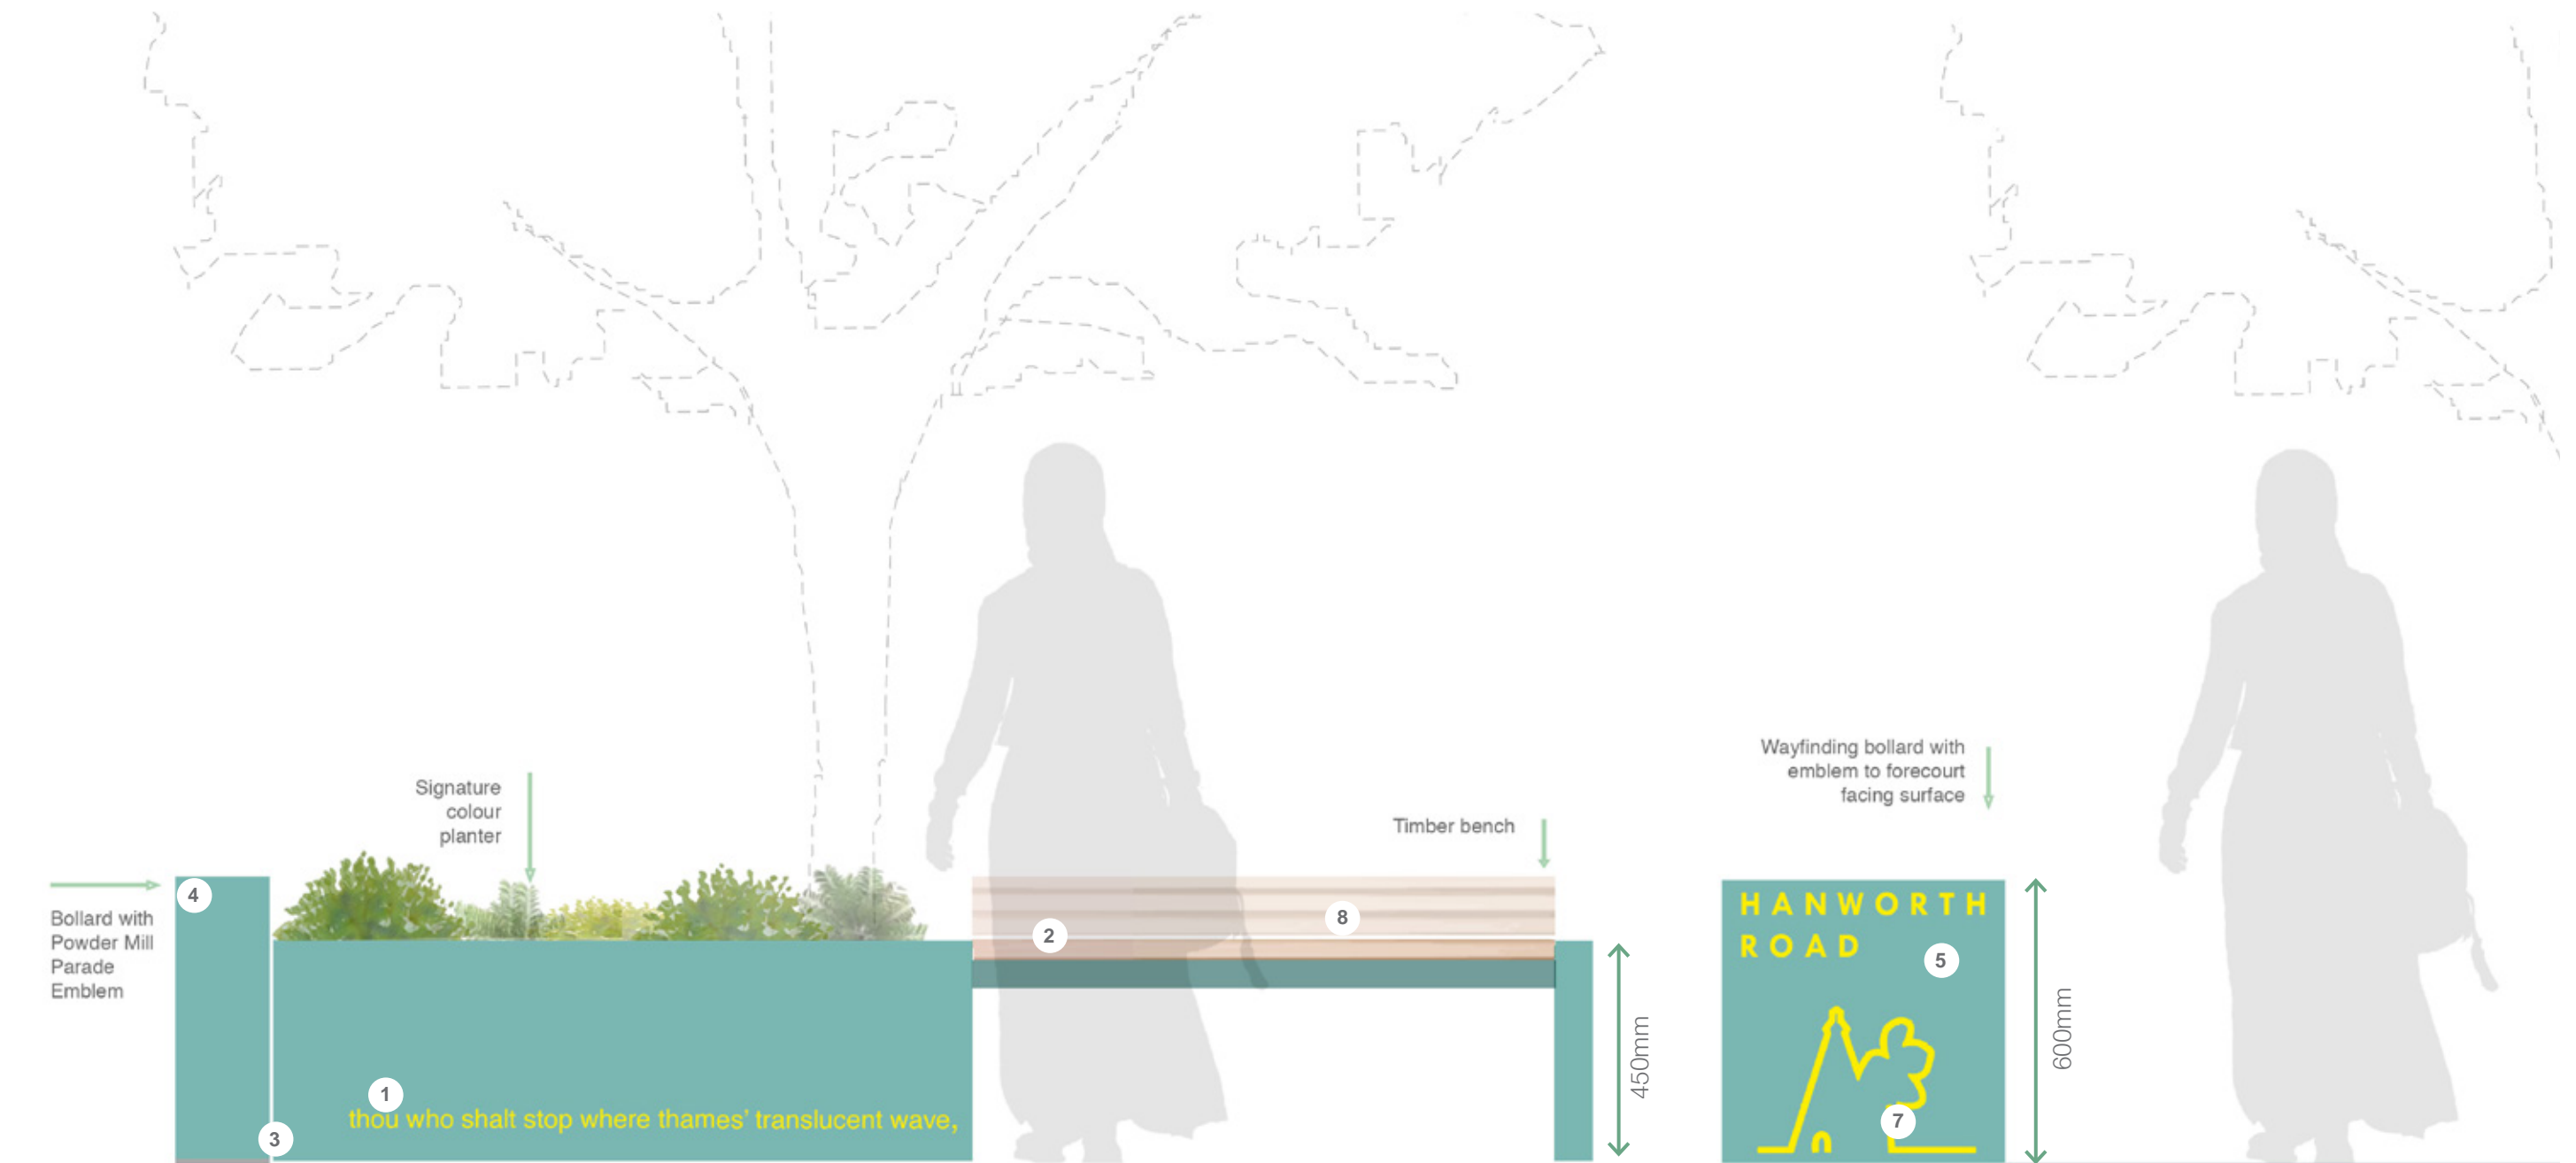 Signature
colour
planter
Bollard with
Powder Mill
Parade
Emblem
4
1
thou who shalt stop where thames' translucent wave,
3
Timber bench
2
8
450mm
Wayfinding bollard with
emblem to forecourt
facing surface
HANWORTH
ROAD
5
7
600mm